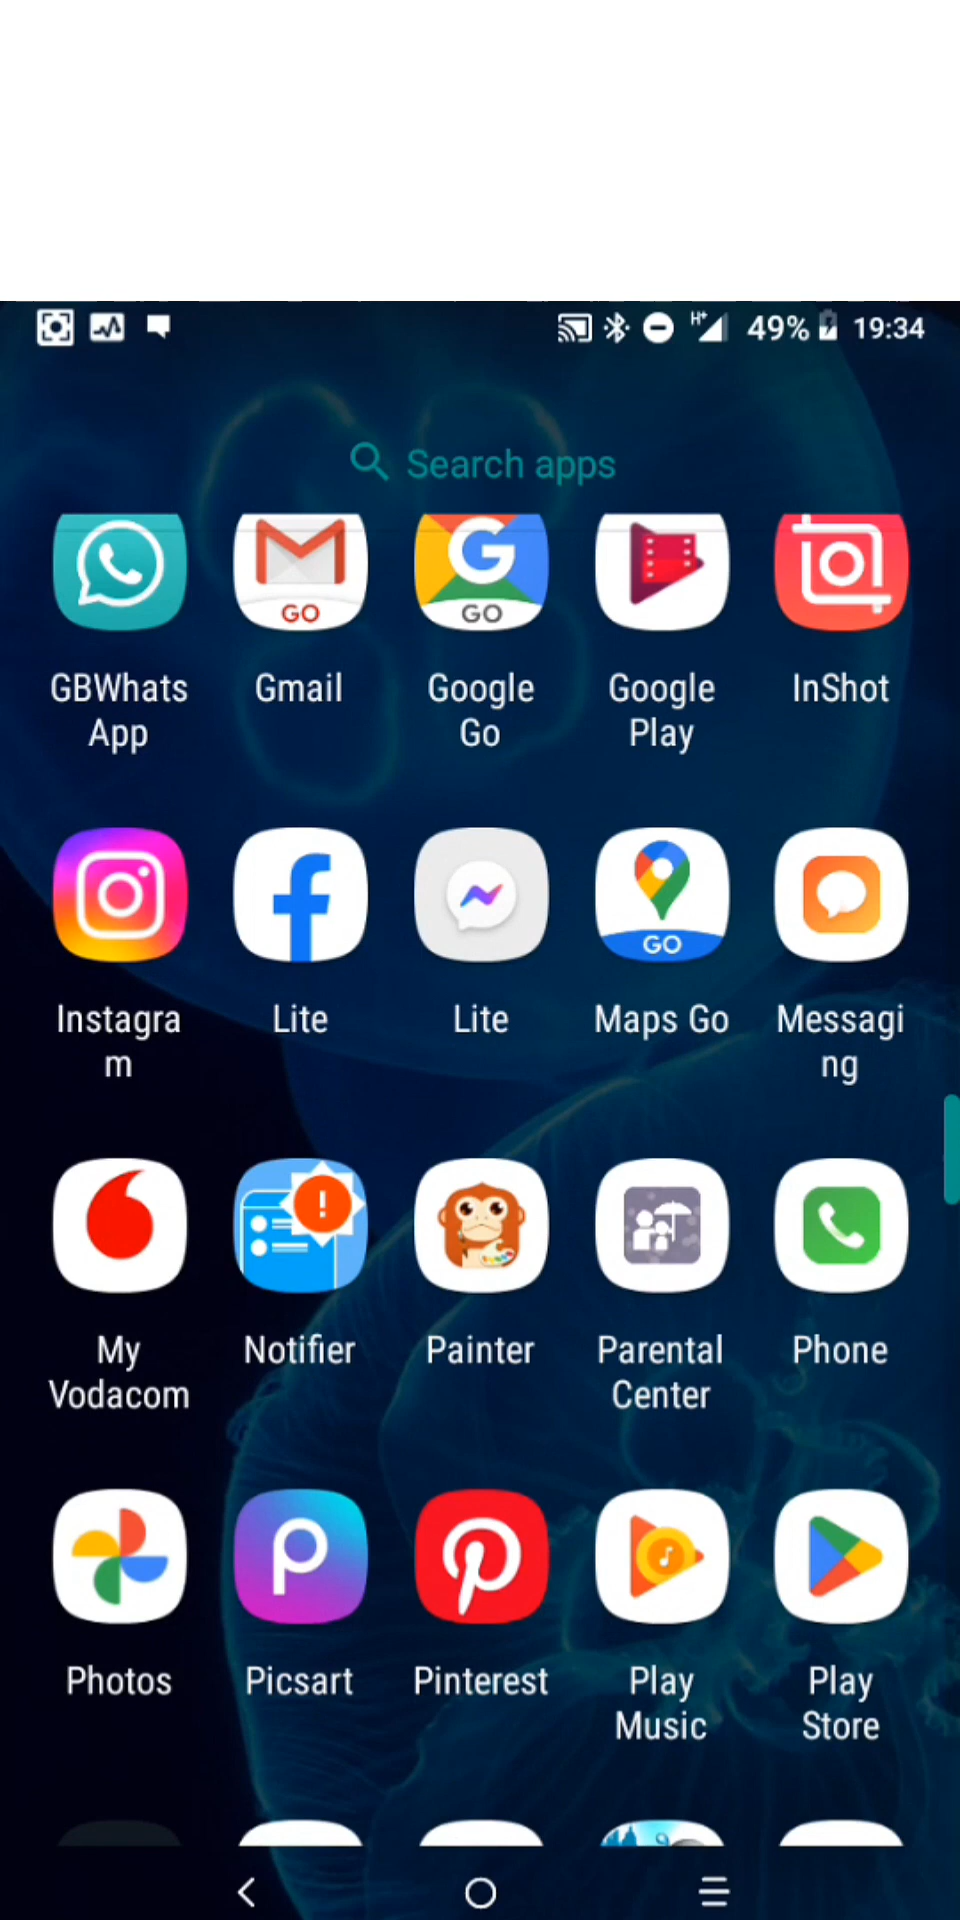 H+ 49% 19:34
Search apps
GO GO
GBWhats Gmail Google Google InShot
App Go Play
GO
Instagra Lite Lite Maps Go Messagi
m ng
!
My Notifier Painter Parental Phone
Vodacom Center
Photos Picsart Pinterest Play Play
Music Store